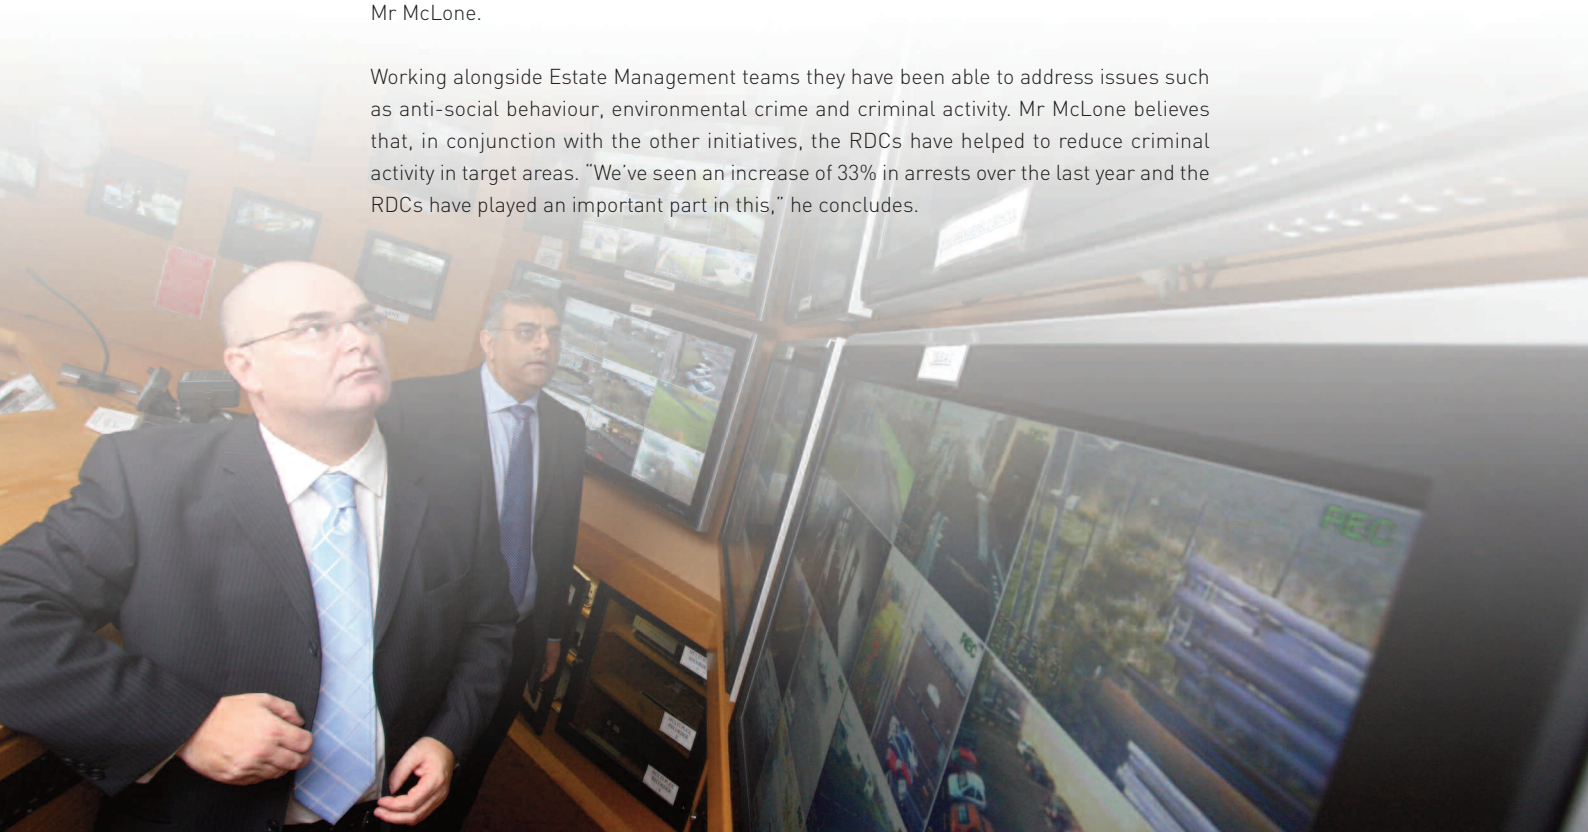 Mr McLone.
Working alongside Estate Management teams they have been able to address issues such
as anti-social behaviour, environmental crime and criminal activity. Mr McLone believes
that, in conjunction with the other initiatives, the RDCs have helped to reduce criminal
activity in target areas. “We’ve seen an increase of 33% in arrests over the last year and the
RDCs have played an important part in this,” he concludes.
REC
REC